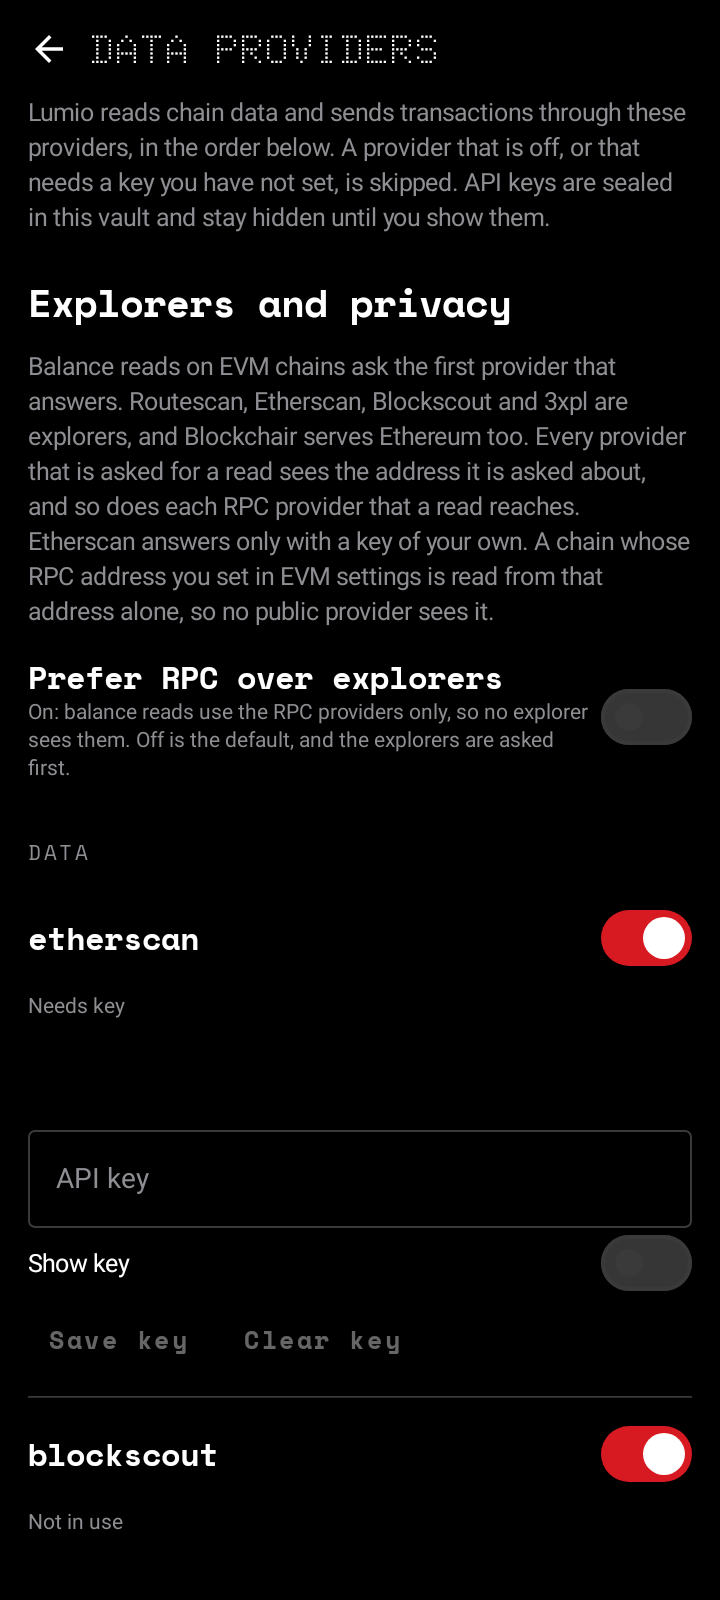 DATA PROVIDERS
Lumio reads chain data and sends transactions through these
providers, in the order below. A provider that is off, or that
needs a key you have not set, is skipped. API keys are sealed
in this vault and stay hidden until you show them.
Explorers and privacy
Balance reads on EVM chains ask the first provider that
answers. Routescan, Etherscan, Blockscout and 3xpl are
explorers, and Blockchair serves Ethereum too. Every provider
that is asked for a read sees the address it is asked about,
and so does each RPC provider that a read reaches.
Etherscan answers only with a key of your own. A chain whose
RPC address you set in EVM settings is read from that
address alone, so no public provider sees it.
Prefer RPC over explorers
On: balance reads use the RPC providers only, so no explorer
sees them. Off is the default, and the explorers are asked
first.
DATA
etherscan
Needs key
API key
Show key
Save key Clear key
blockscout
Not in use